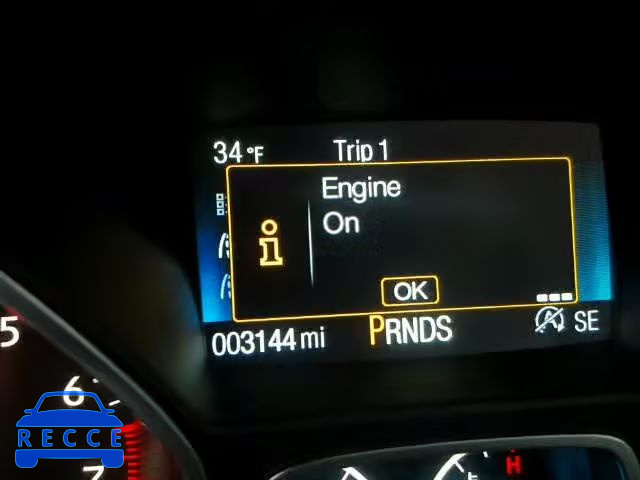 34 °F Trip 1
Engine
On
i
OK
003144 mi PRNDS SE
5
6
7
H
RECCE